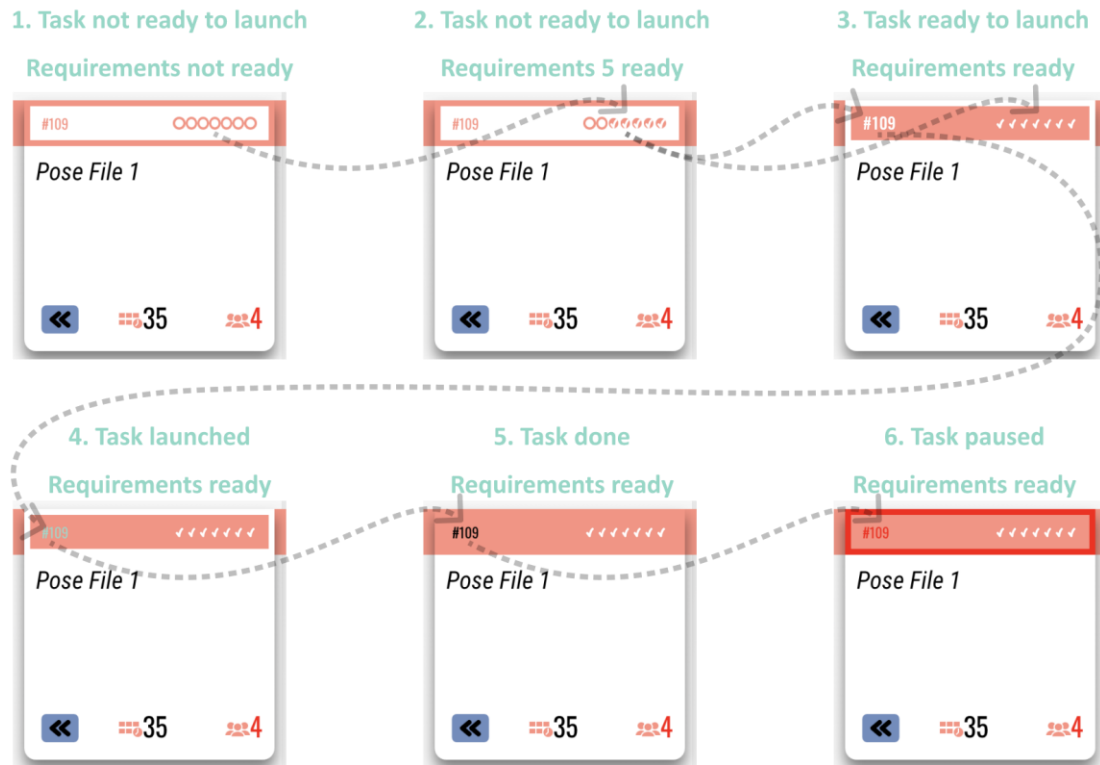 1. Task not ready to launch
Requirements not ready
#109
Pose File 1
35
4
2. Task not ready to launch
Requirements 5 ready
#109
Pose File 1
35
4
3. Task ready to launch
Requirements ready
#109
Pose File 1
35
4
4. Task launched
Requirements ready
#109
Pose File 1
35
4
5. Task done
Requirements ready
#109
Pose File 1
35
4
6. Task paused
Requirements ready
#109
Pose File 1
35
4